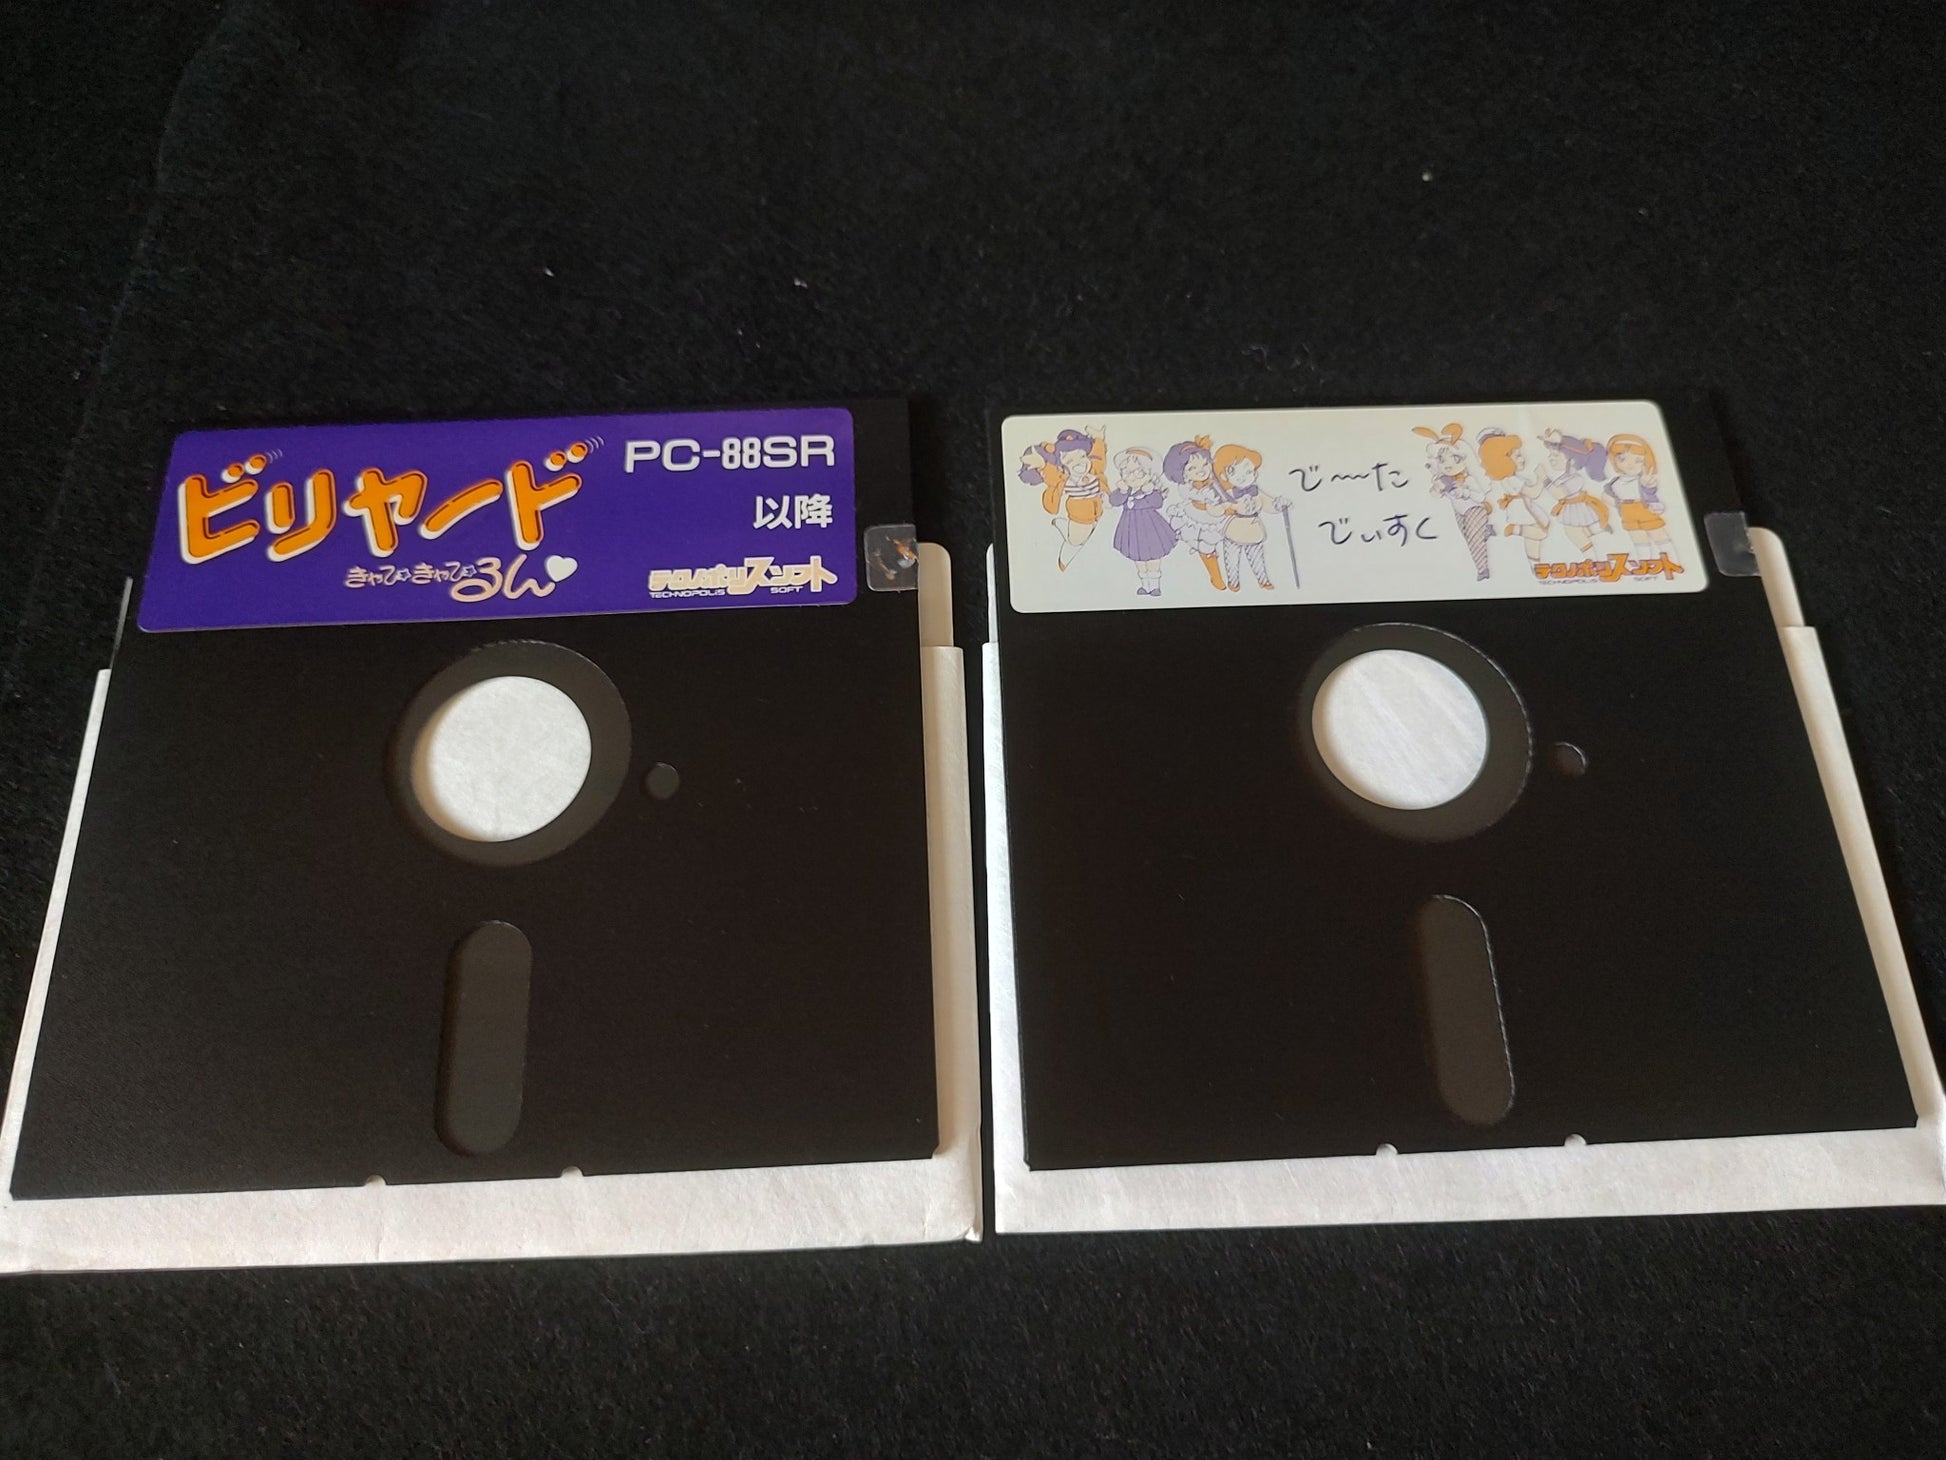 ビリヤード
きゃぴきゃぴるん♡
PC-88SR
以降
テクノポリスソフト
TECHNOPOLIS SOFT
で〜た
でぃすく
テクノポリスソフト
TECHNOPOLIS SOFT